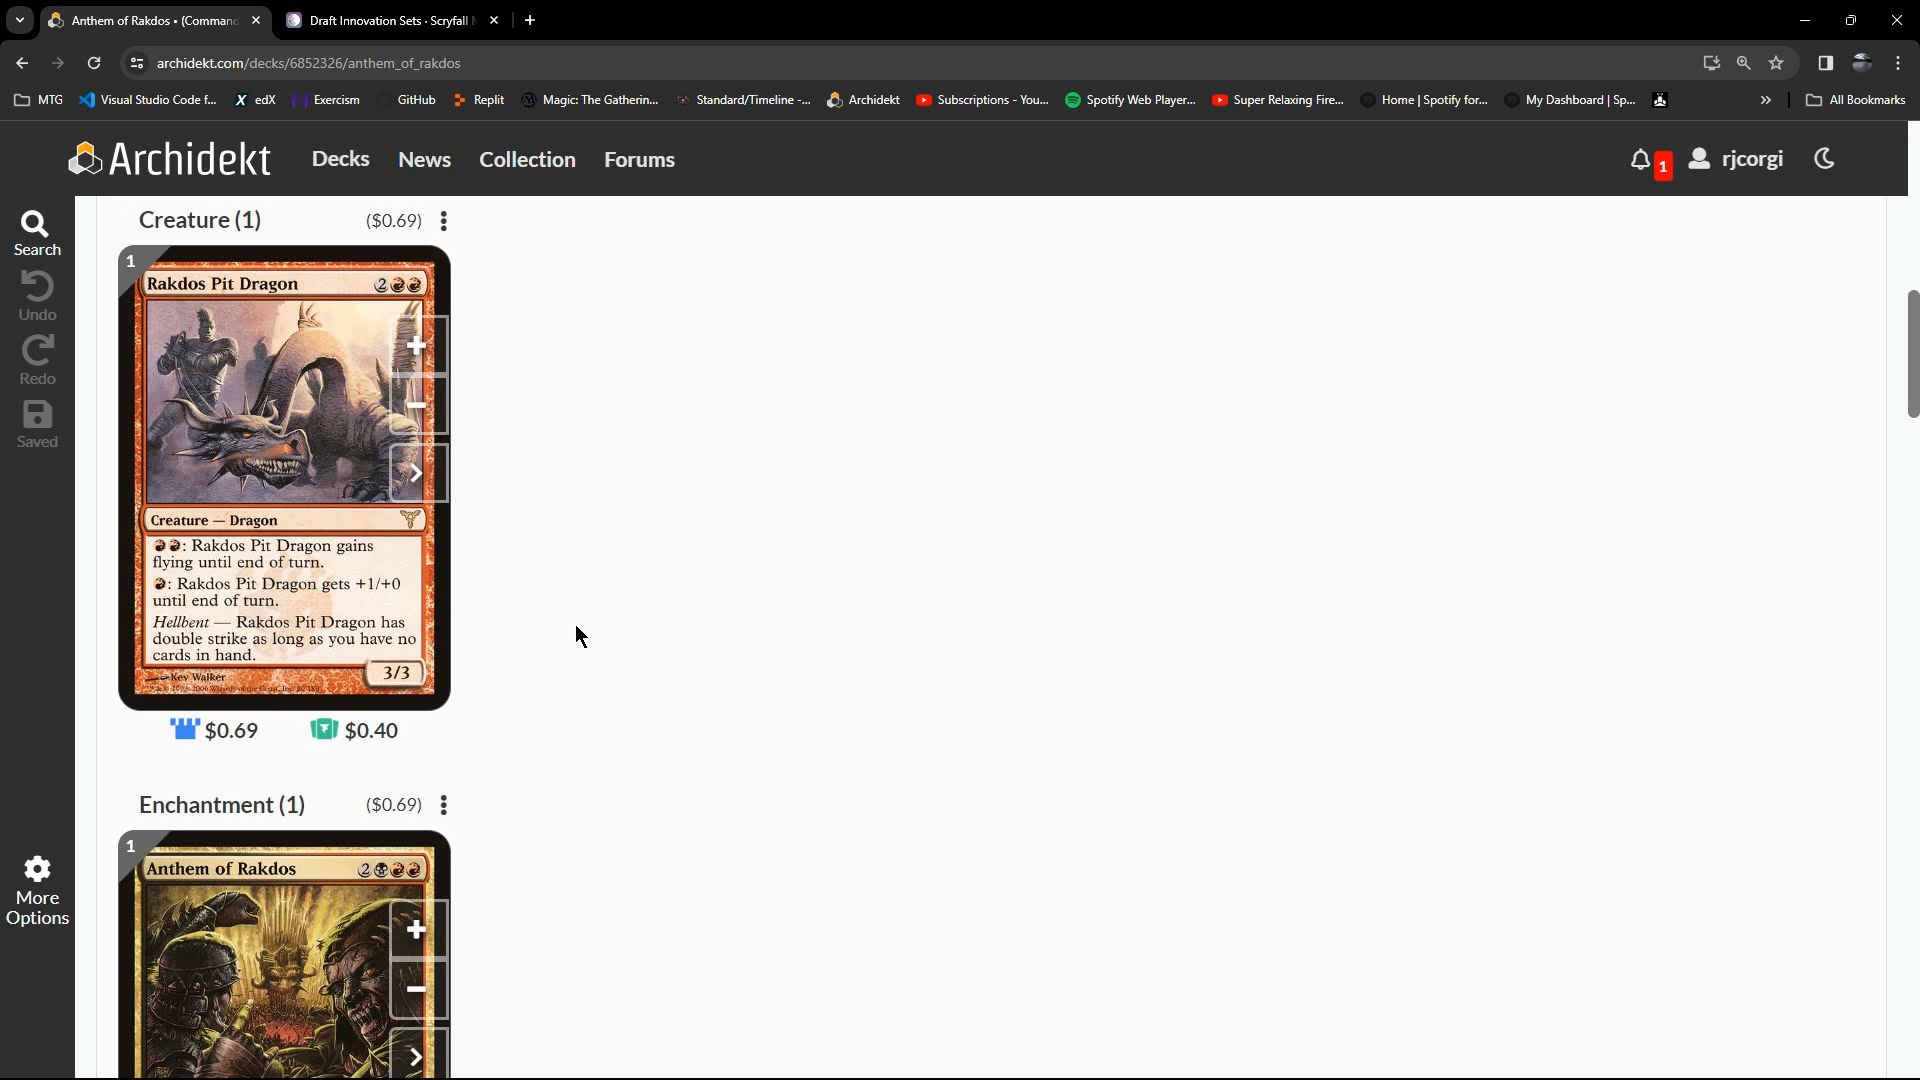 Anthem of Rakdos • (Comman
Draft Innovation Sets · Scryfall
archidekt.com/decks/6852326/anthem_of_rakdos
MTG
Visual Studio Code f...
edX
Exercism
GitHub
Replit
Magic: The Gatherin...
Standard/Timeline -...
Archidekt
Subscriptions - You...
Spotify Web Player...
Super Relaxing Fire...
Home | Spotify for...
My Dashboard | Sp...
All Bookmarks
Archidekt
Decks
News
Collection
Forums
1
rjcorgi
Search
Undo
Redo
Saved
More
Options
Creature (1)
($0.69)
1
Rakdos Pit Dragon
2
Creature — Dragon
: Rakdos Pit Dragon gains
flying until end of turn.
: Rakdos Pit Dragon gets +1/+0
until end of turn.
Hellbent — Rakdos Pit Dragon has
double strike as long as you have no
cards in hand.
Kev Walker
3/3
$0.69
$0.40
Enchantment (1)
($0.69)
1
Anthem of Rakdos
2